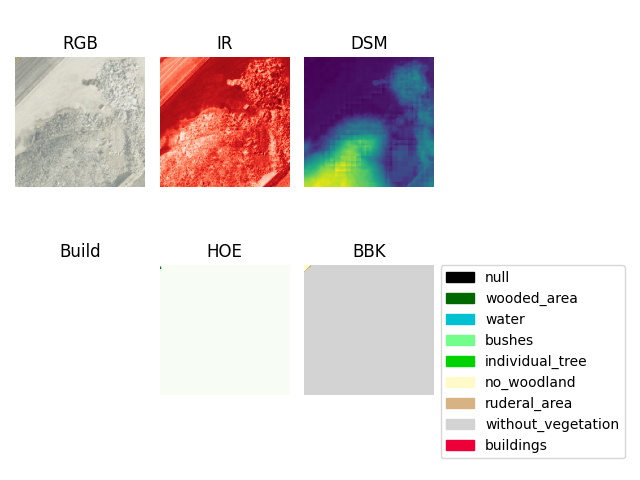 RGB
IR
DSM
Build
HOE
BBK
null
wooded_area
water
bushes
individual_tree
no_woodland
ruderal_area
without_vegetation
buildings